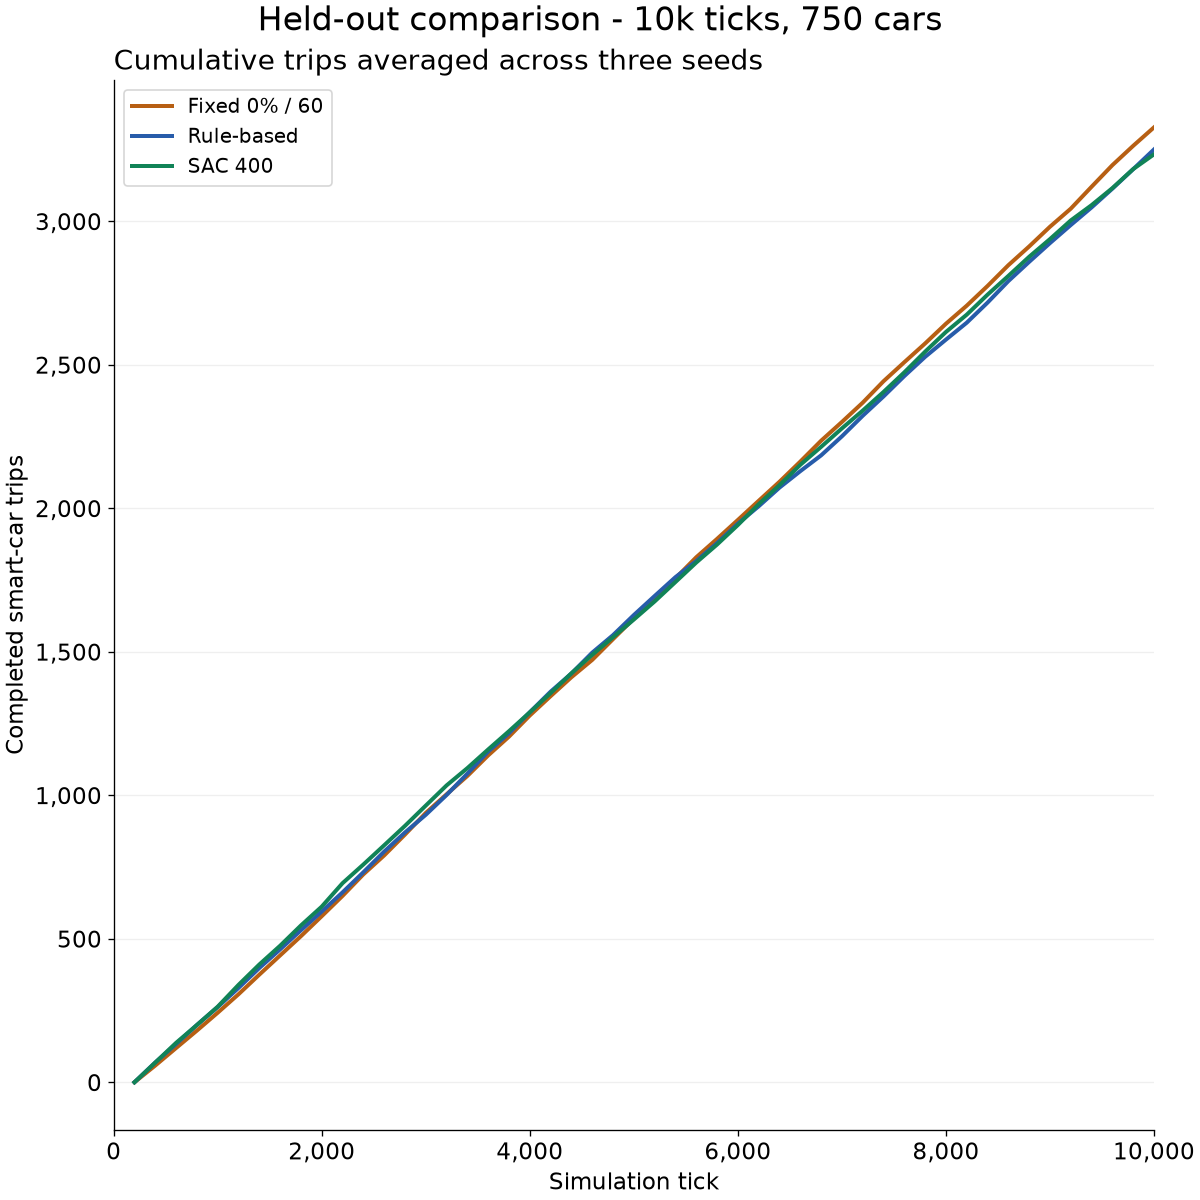 Held-out comparison - 10k ticks, 750 cars
Cumulative trips averaged across three seeds
Fixed 0% / 60
Rule-based
SAC 400
Completed smart-car trips
3,000
2,500
2,000
1,500
1,000
500
0
0
2,000
4,000
6,000
8,000
10,000
Simulation tick